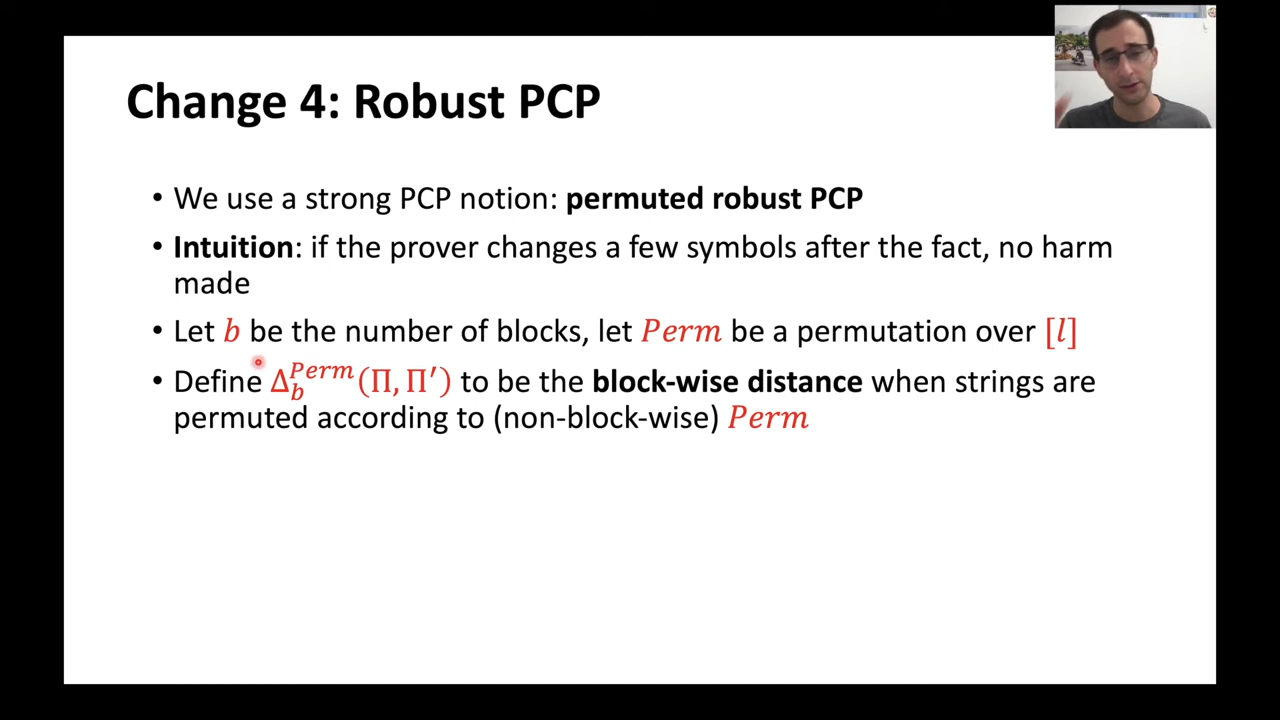 Change 4: Robust PCP
• We use a strong PCP notion: permuted robust PCP
• Intuition: if the prover changes a few symbols after the fact, no harm
made
• Let b be the number of blocks, let Perm be a permutation over [l]
• Define Δ_b^{Perm}(Π, Π′) to be the block-wise distance when strings are
permuted according to (non-block-wise) Perm